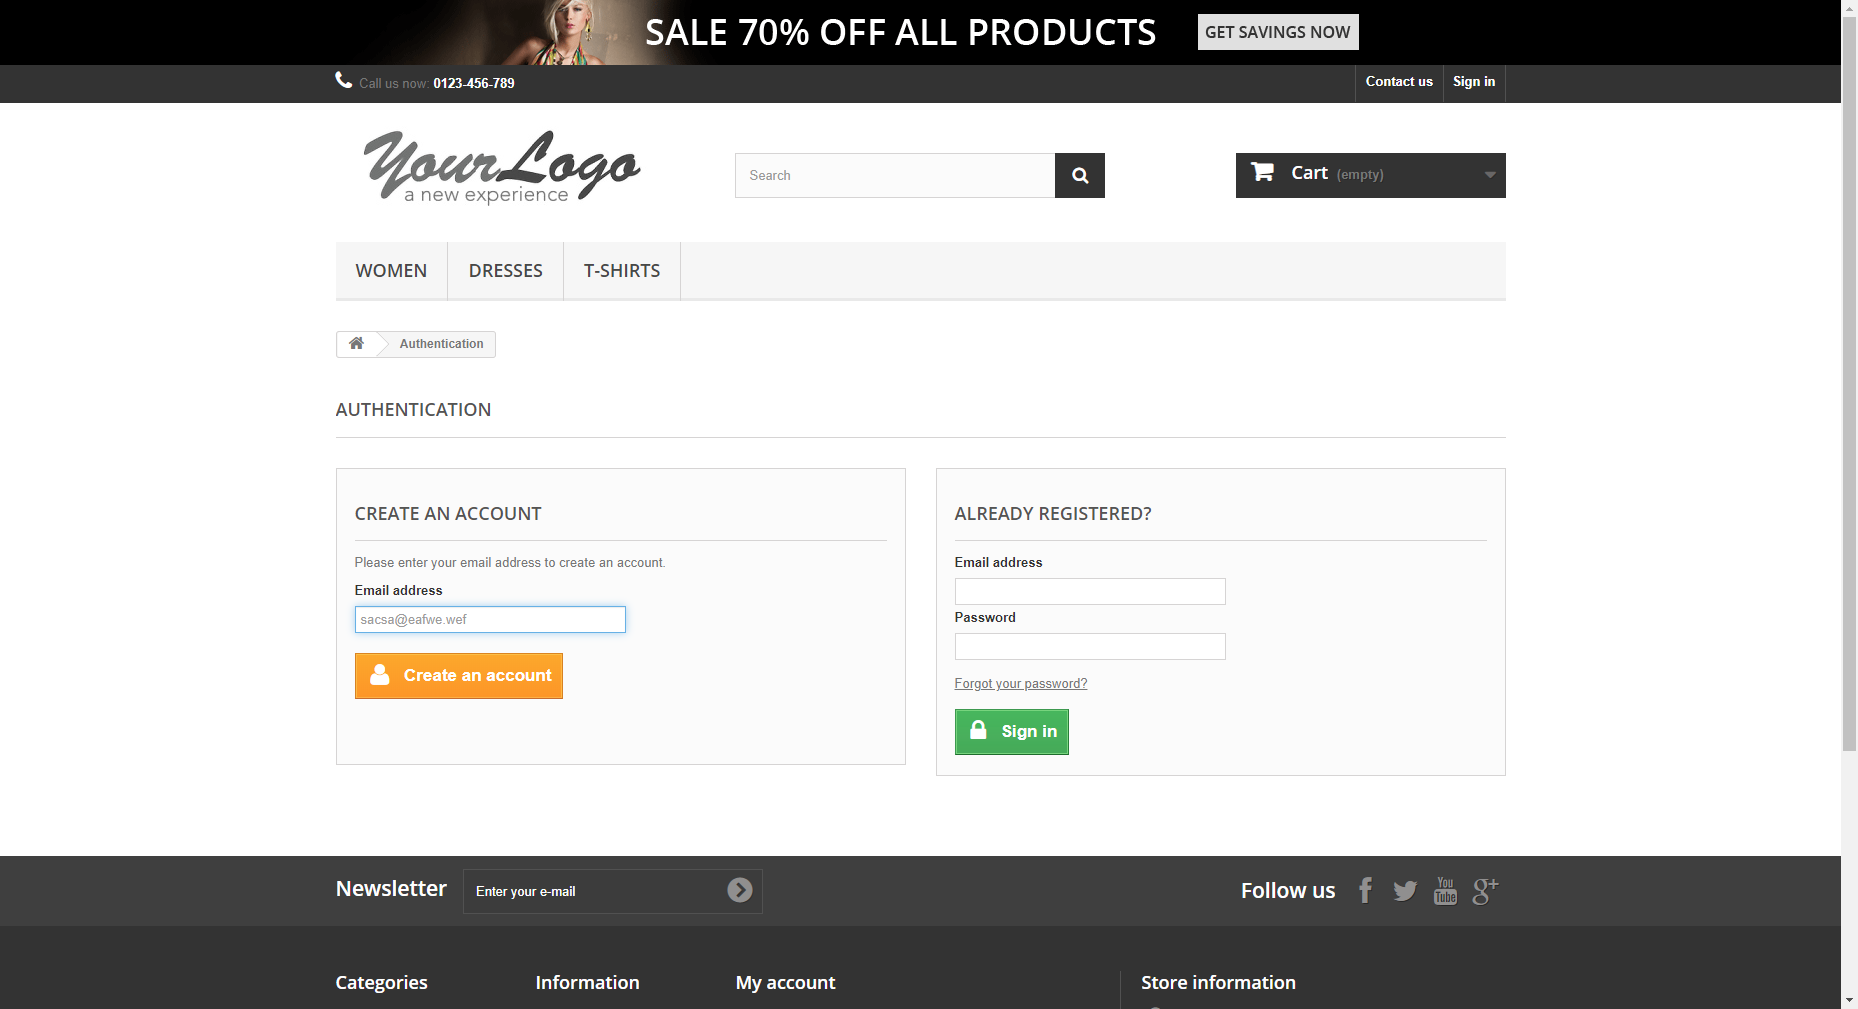 SALE 70% OFF ALL PRODUCTS GET SAVINGS NOW
Call us now: 0123-456-789 Contact us Sign in
YourLogo
a new experience
Search
Cart (empty)
WOMEN DRESSES T-SHIRTS
Authentication
AUTHENTICATION
CREATE AN ACCOUNT
Please enter your email address to create an account.
Email address
sacsa@eafwe.wef
Create an account
ALREADY REGISTERED?
Email address
Password
Forgot your password?
Sign in
Newsletter Enter your e-mail
Follow us You Tube g+
Categories Information My account Store information